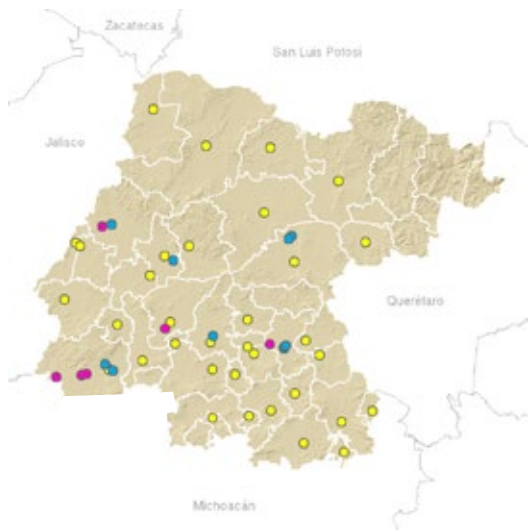 Zacatecas
San Luis Potosí
Jalisco
Querétaro
Michoacán